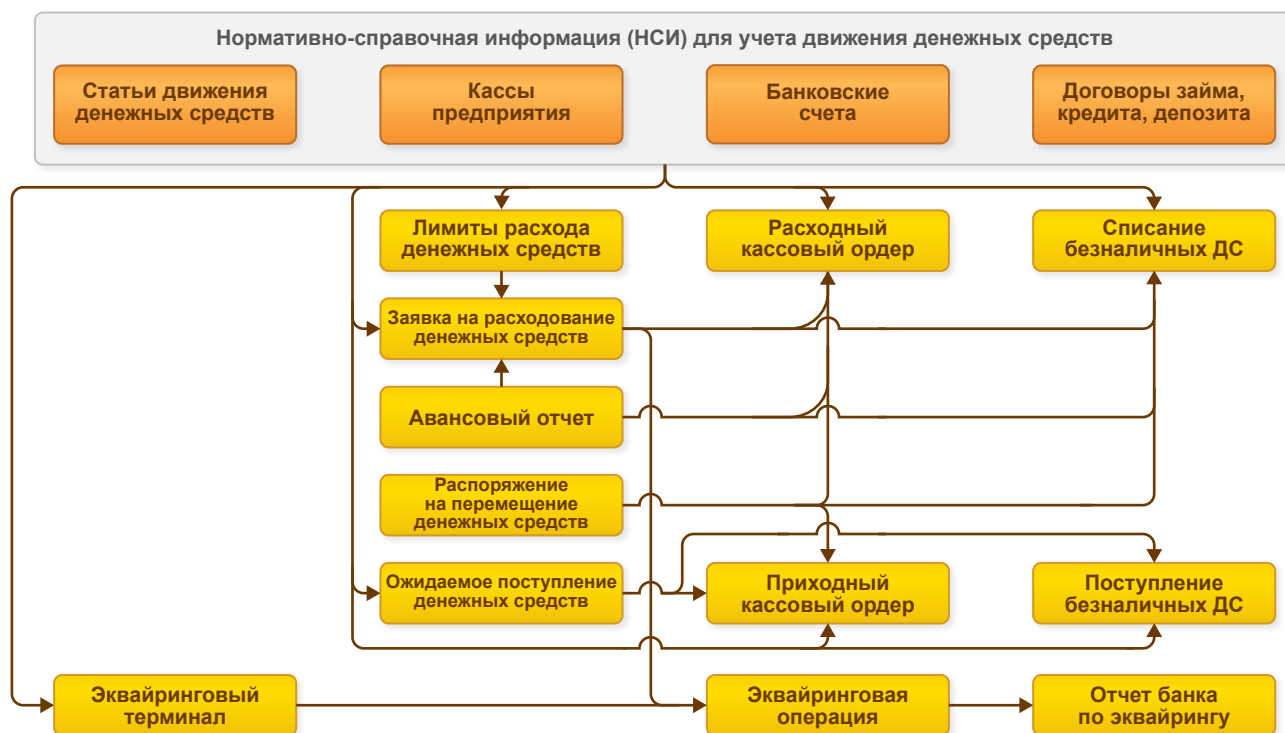 Нормативно-справочная информация (НСИ) для учета движения денежных средств
Статьи движения
денежных средств
Кассы
предприятия
Банковские
счета
Договоры займа,
кредита, депозита
Лимиты расхода
денежных средств
Расходный
кассовый ордер
Списание
безналичных ДС
Заявка на расходование
денежных средств
Авансовый отчет
Распоряжение
на перемещение
денежных средств
Ожидаемое поступление
денежных средств
Приходный
кассовый ордер
Поступление
безналичных ДС
Эквайринговый
терминал
Эквайринговая
операция
Отчет банка
по эквайрингу